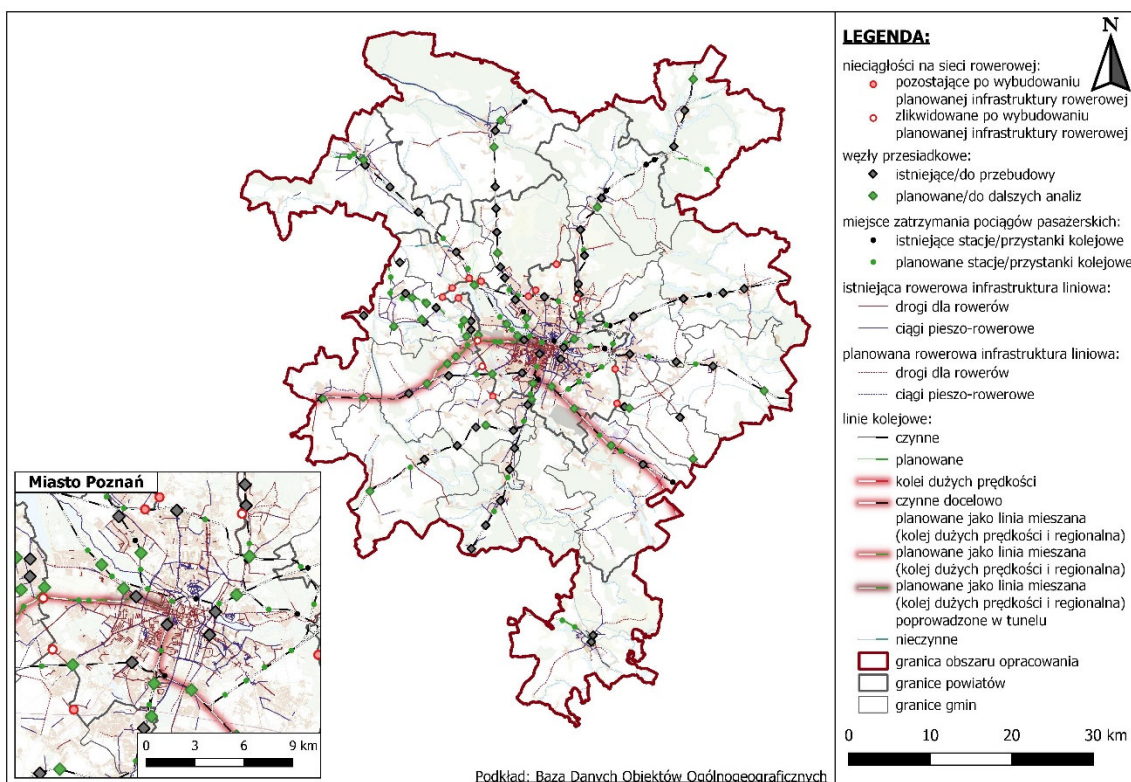 LEGENDA:
N
nieciągłości na sieci rowerowej:
pozostające po wybudowaniu
planowanej infrastruktury rowerowej
zlikwidowane po wybudowaniu
planowanej infrastruktury rowerowej
węzły przesiadkowe:
istniejące/do przebudowy
planowane/do dalszych analiz
miejsce zatrzymania pociągów pasażerskich:
istniejące stacje/przystanki kolejowe
planowane stacje/przystanki kolejowe
istniejąca rowerowa infrastruktura liniowa:
drogi dla rowerów
ciągi pieszo-rowerowe
planowana rowerowa infrastruktura liniowa:
drogi dla rowerów
ciągi pieszo-rowerowe
linie kolejowe:
czynne
planowane
kolei dużych prędkości
czynne docelowo
planowane jako linia mieszana
(kolej dużych prędkości i regionalna)
planowane jako linia mieszana
(kolej dużych prędkości i regionalna)
planowane jako linia mieszana
(kolej dużych prędkości i regionalna)
poprowadzone w tunelu
nieczynne
granica obszaru opracowania
granice powiatów
granice gmin
0 10 20 30 km
Miasto Poznań
0 3 6 9 km
Podkład: Baza Danych Obiektów Ogólnogeograficznych